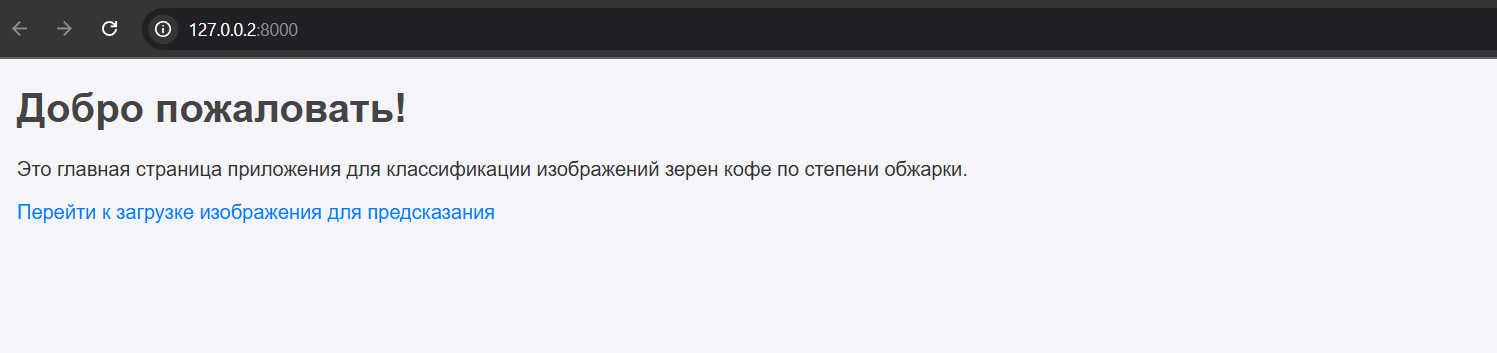 127.0.0.2:8000
Добро пожаловать!
Это главная страница приложения для классификации изображений зерен кофе по степени обжарки.
Перейти к загрузке изображения для предсказания